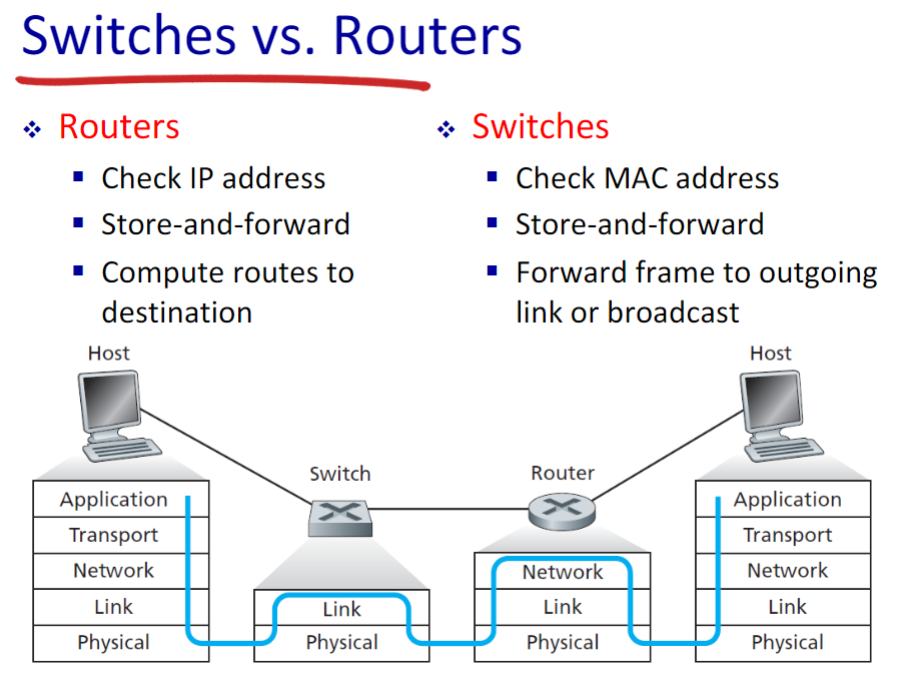 Switches vs. Routers
❖ Routers
▪ Check IP address
▪ Store-and-forward
▪ Compute routes to
destination
❖ Switches
▪ Check MAC address
▪ Store-and-forward
▪ Forward frame to outgoing
link or broadcast
Host
Application
Transport
Network
Link
Physical
Switch
Link
Physical
Router
Network
Link
Physical
Host
Application
Transport
Network
Link
Physical